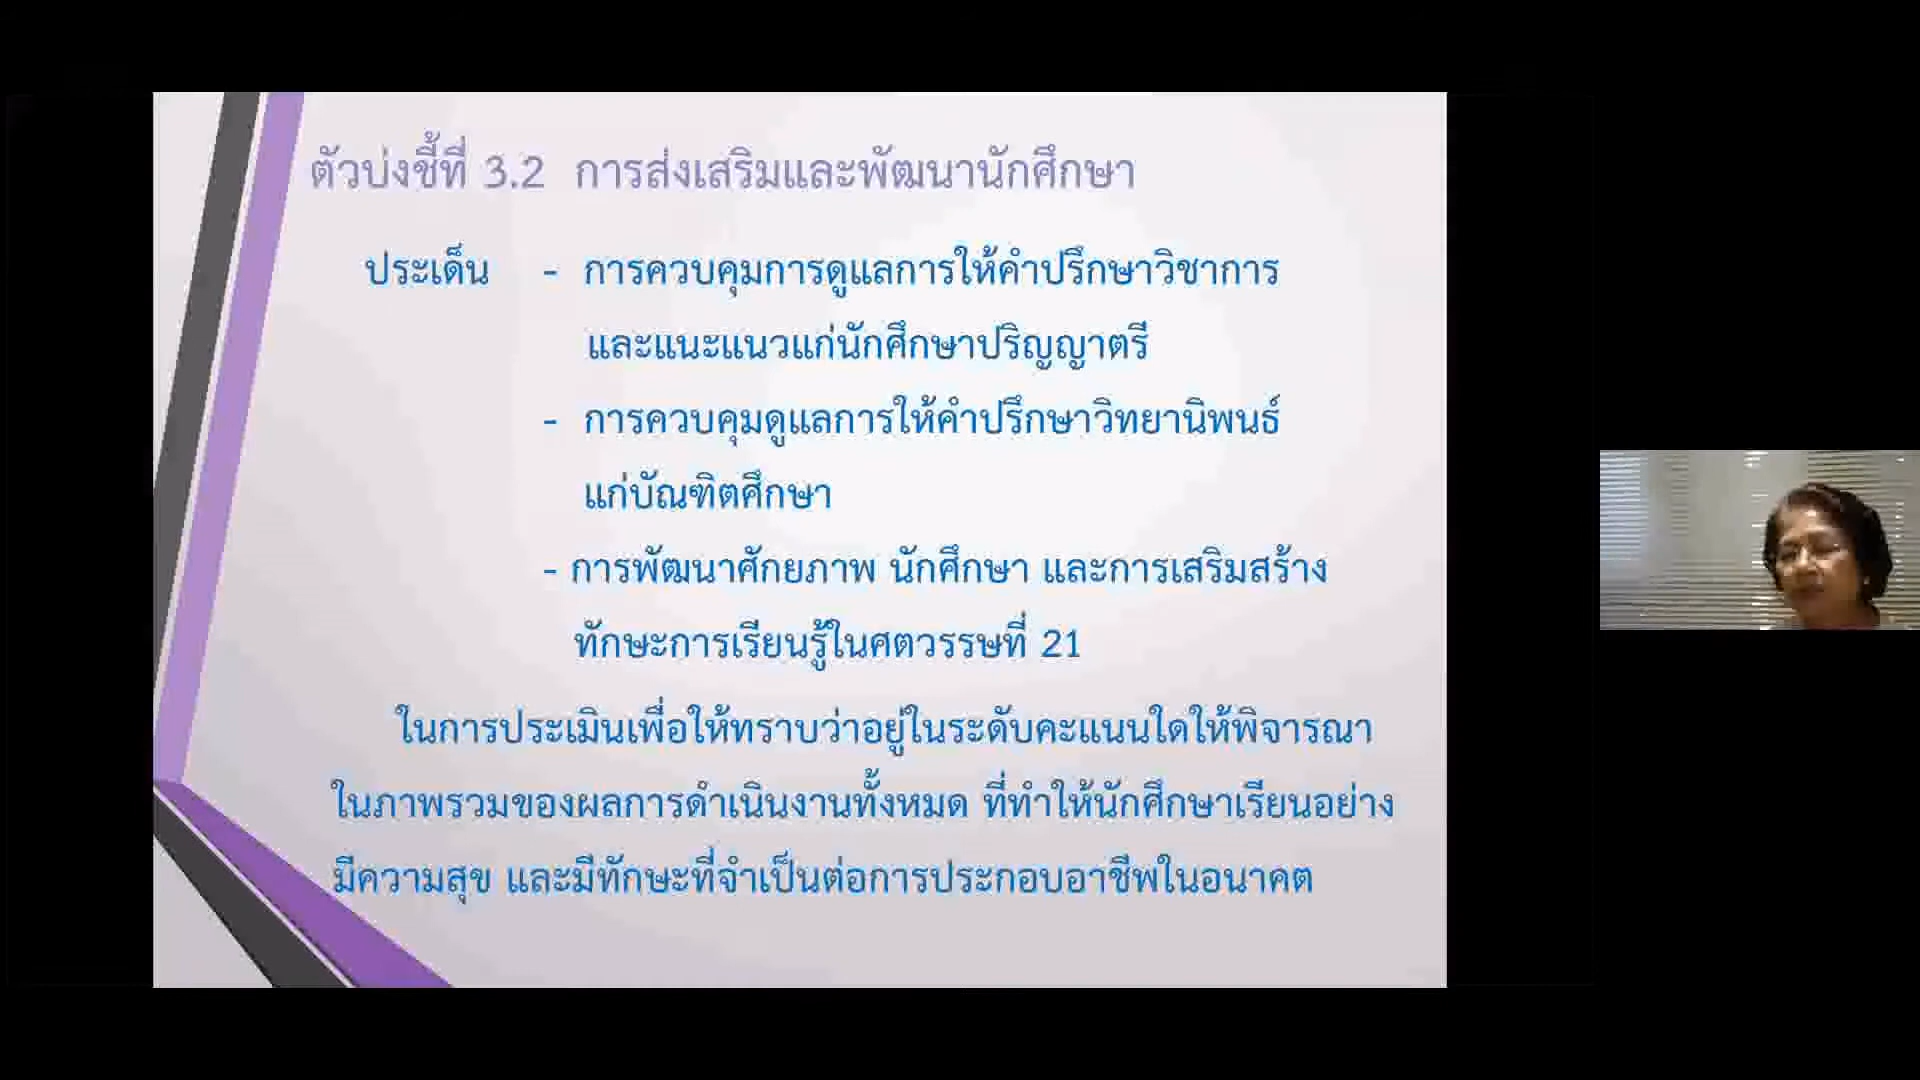 ตัวบ่งชี้ที่ 3.2 การส่งเสริมและพัฒนานักศึกษา
ประเด็น - การควบคุมการดูแลการให้คำปรึกษาวิชาการ
และแนะแนวแก่นักศึกษาปริญญาตรี
- การควบคุมดูแลการให้คำปรึกษาวิทยานิพนธ์
แก่บัณฑิตศึกษา
- การพัฒนาศักยภาพ นักศึกษา และการเสริมสร้าง
ทักษะการเรียนรู้ในศตวรรษที่ 21
ในการประเมินเพื่อให้ทราบว่าอยู่ในระดับคะแนนใดให้พิจารณา
ในภาพรวมของผลการดำเนินงานทั้งหมด ที่ทำให้นักศึกษาเรียนอย่าง
มีความสุข และมีทักษะที่จำเป็นต่อการประกอบอาชีพในอนาคต